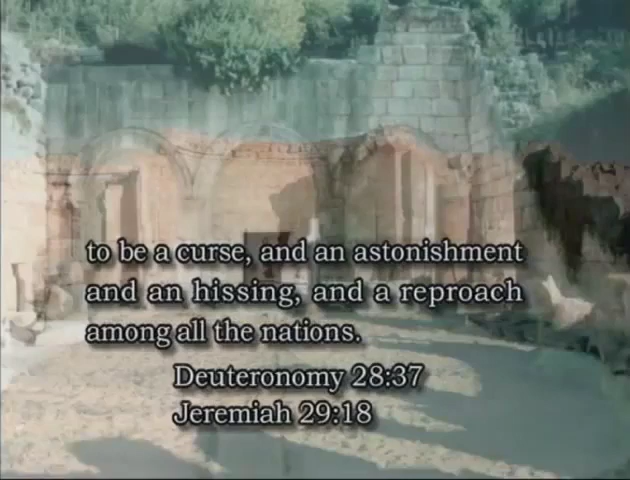 to be a curse, and an astonishment
and an hissing, and a reproach
among all the nations.
Deuteronomy 28:37
Jeremiah 29:18